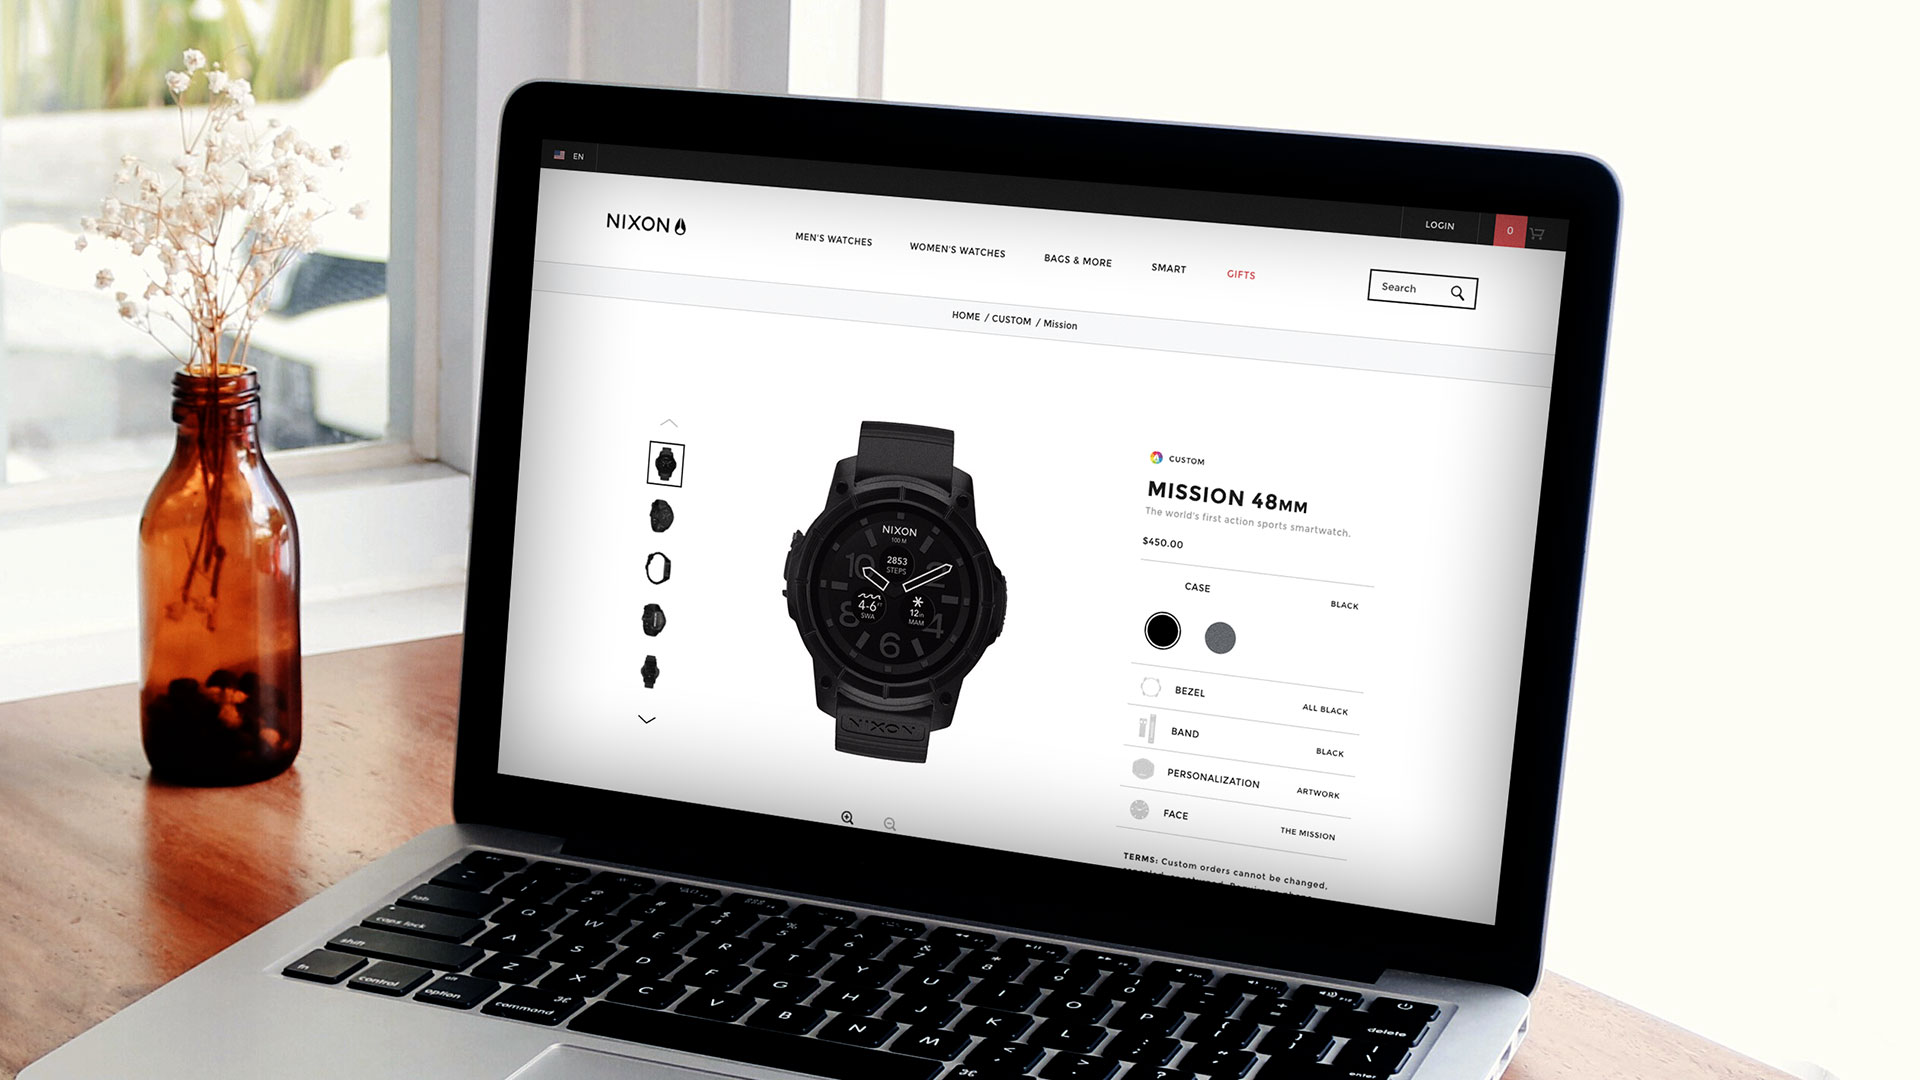 EN
LOGIN
0
NIXON
MEN'S WATCHES
WOMEN'S WATCHES
BAGS & MORE
SMART
GIFTS
Search
HOME / CUSTOM / Mission
CUSTOM
MISSION 48MM
The world's first action sports smartwatch.
$450.00
CASE
BLACK
BEZEL
ALL BLACK
BAND
BLACK
PERSONALIZATION
ARTWORK
FACE
THE MISSION
TERMS: Custom orders cannot be changed,
NIXON
100 M
2853
STEPS
10
2
4-6
SWA
12
MAM
8
4
6
NIXON
tab
Q W E R T Y U I O P
caps lock
A S D F G H J K L
shift
Z X C V B N M
fn
control
alt
option
⌘
command
delete
enter